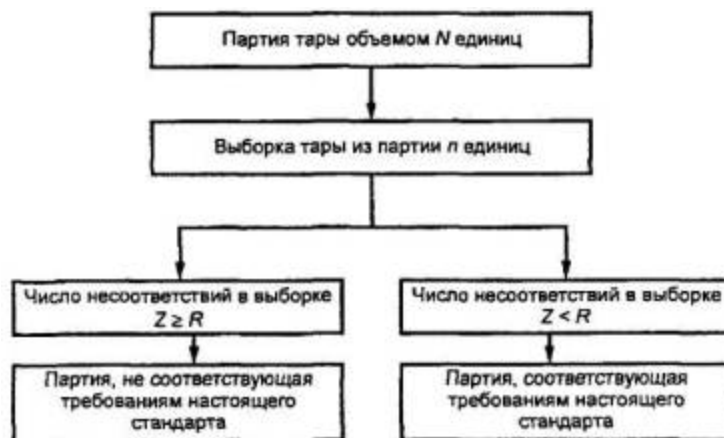 Партия тары объемом N единиц
Выборка тары из партии n единиц
Число несоответствий в выборке
Z ≥ R
Число несоответствий в выборке
Z < R
Партия, не соответствующая
требованиям настоящего
стандарта
Партия, соответствующая
требованиям настоящего
стандарта